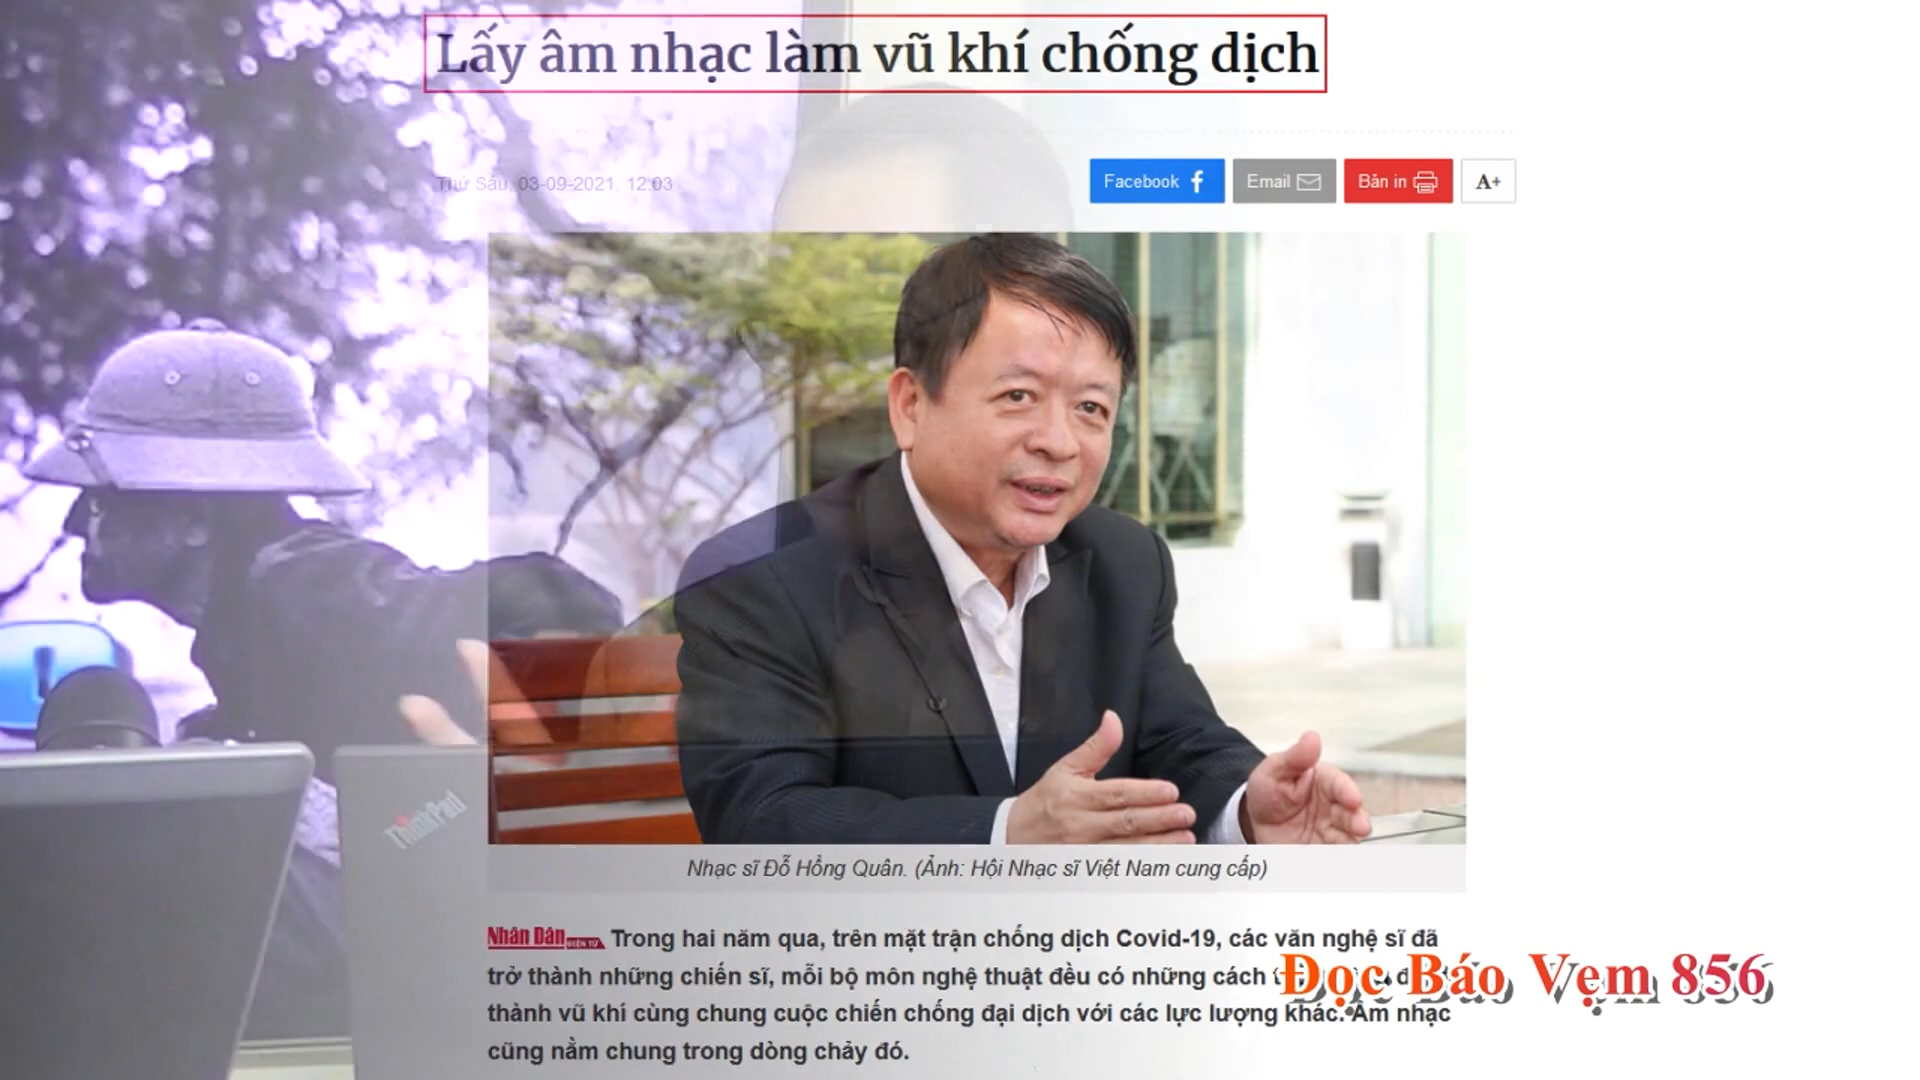 Lấy âm nhạc làm vũ khí chống dịch
Thứ Sáu, 03-09-2021, 12:03
Facebook
Email
Bản in
A+
ThinkPad
Nhạc sĩ Đỗ Hồng Quân. (Ảnh: Hội Nhạc sĩ Việt Nam cung cấp)
Nhân Dân ĐIỆN TỬ Trong hai năm qua, trên mặt trận chống dịch Covid-19, các văn nghệ sĩ đã
trở thành những chiến sĩ, mỗi bộ môn nghệ thuật đều có những cách
thành vũ khí cùng chung cuộc chiến chống đại dịch với các lực lượng khác. Âm nhạc
cũng nằm chung trong dòng chảy đó.
Đọc Báo Vẹm 856